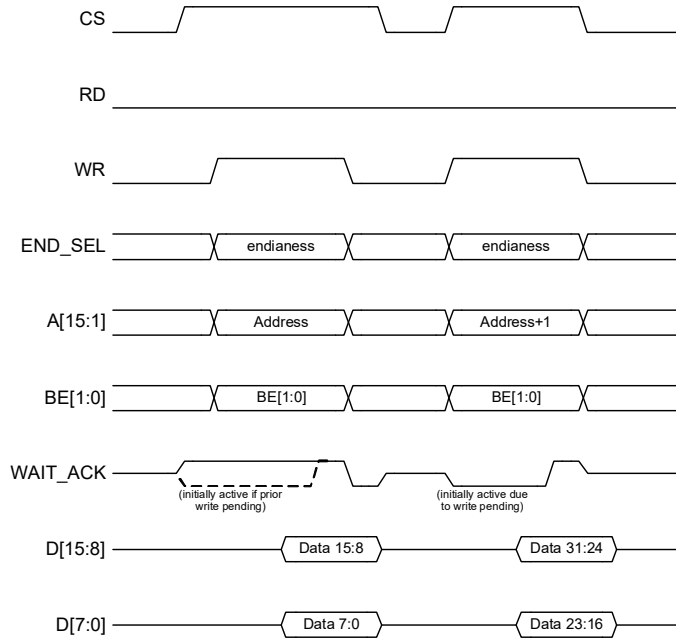 CS
RD
WR
END_SEL endianess endianess
A[15:1] Address Address+1
BE[1:0] BE[1:0] BE[1:0]
WAIT_ACK
(initially active if prior
write pending)
(initially active due
to write pending)
D[15:8] Data 15:8 Data 31:24
D[7:0] Data 7:0 Data 23:16